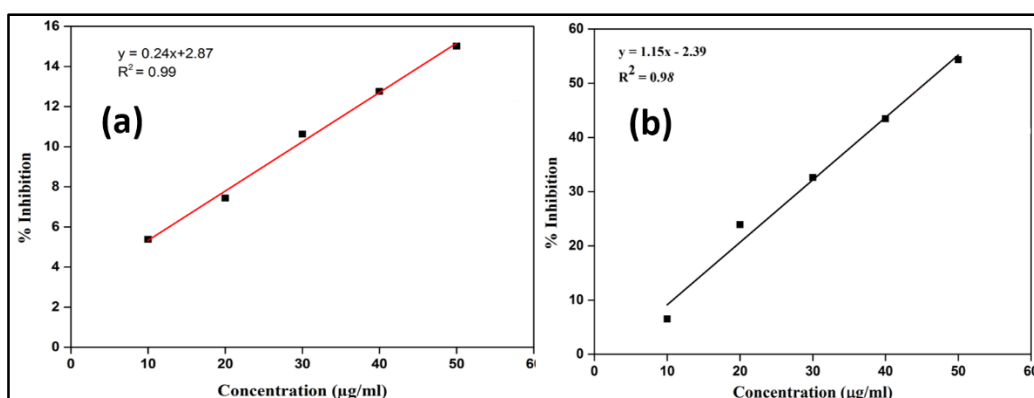 y = 0.24x+2.87
R² = 0.99
(a)
% Inhibition
16
14
12
10
8
6
4
2
0
0 10 20 30 40 50 60
Concentration (µg/ml)
y = 1.15x - 2.39
R² = 0.98
(b)
% Inhibition
60
50
40
30
20
10
0
0 10 20 30 40 50 60
Concentration (µg/ml)